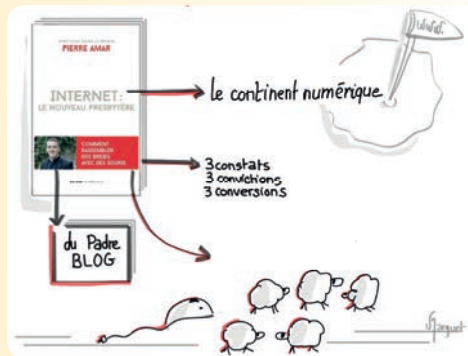 PIERRE AMAR
INTERNET:
LE NOUVEAU PRESBYTÈRE
COMMENT
RASSEMBLER
DES BREBIS
AVEC DES SOURIS
le continent numérique
3 constats
3 convictions
3 conversions
du Padre
BLOG